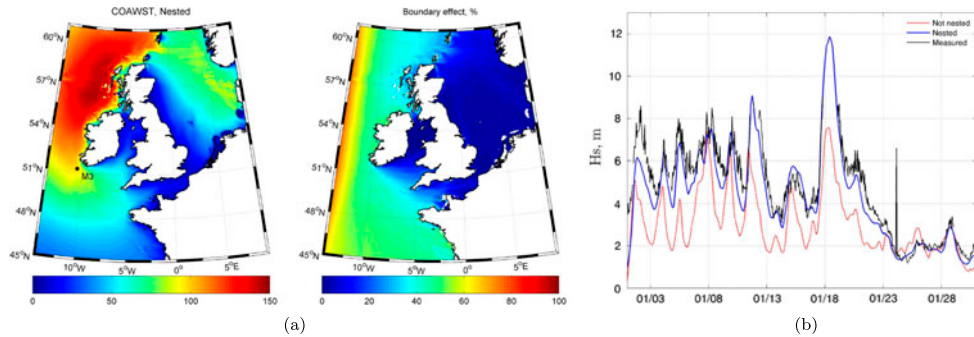 COAWST, Nested
60°N
57°N
54°N
51°N
48°N
45°N
M3
10°W
5°W
0°C
5°E
0
50
100
150
Boundary effect, %
60°N
57°N
54°N
51°N
48°N
45°N
10°W
5°W
0°C
5°E
0
20
40
60
80
100
(a)
Not nested
Nested
Measured
Hs, m
12
10
8
6
4
2
0
01/03
01/08
01/13
01/18
01/23
01/28
(b)